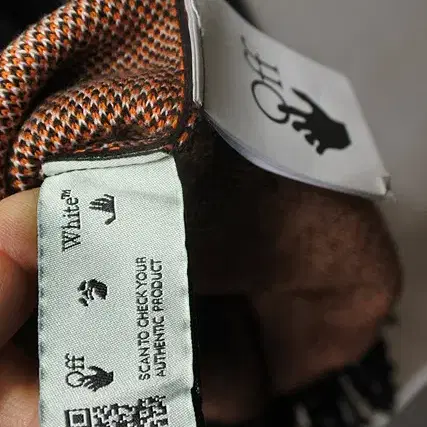 Off
White™
Off
SCAN TO CHECK YOUR
AUTHENTIC PRODUCT